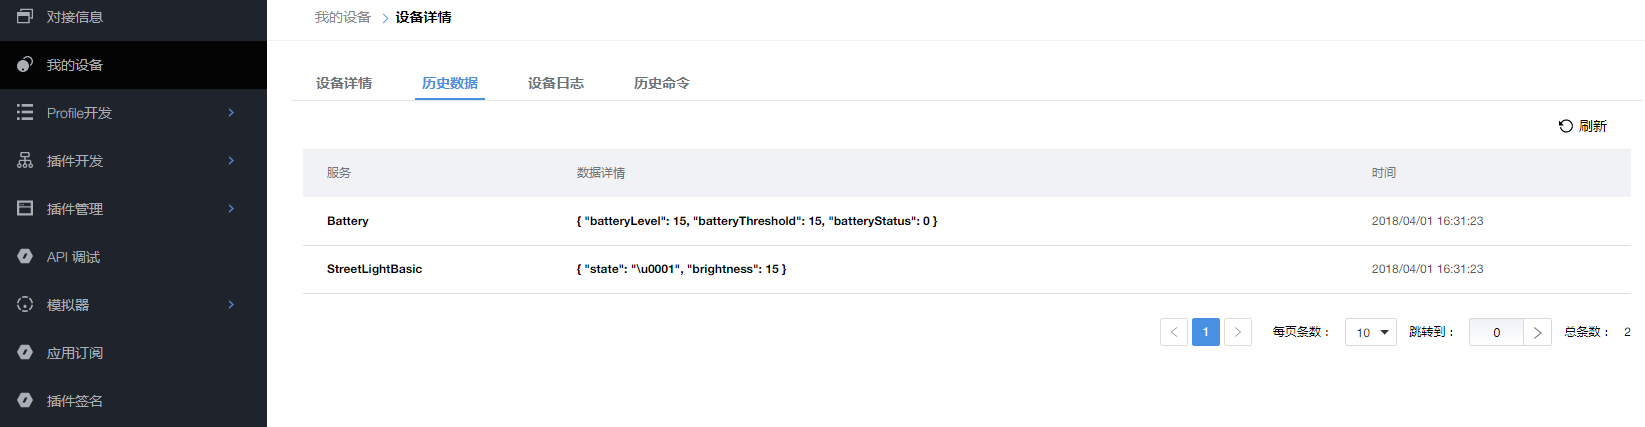 对接信息
我的设备
Profile开发
插件开发
插件管理
API 调试
模拟器
应用订阅
插件签名
我的设备 > 设备详情
设备详情 历史数据 设备日志 历史命令
刷新
服务 数据详情 时间
Battery { "batteryLevel": 15, "batteryThreshold": 15, "batteryStatus": 0 } 2018/04/01 16:31:23
StreetLightBasic { "state": "\u0001", "brightness": 15 } 2018/04/01 16:31:23
< 1 > 每页条数： 10 跳转到： 0 > 总条数： 2